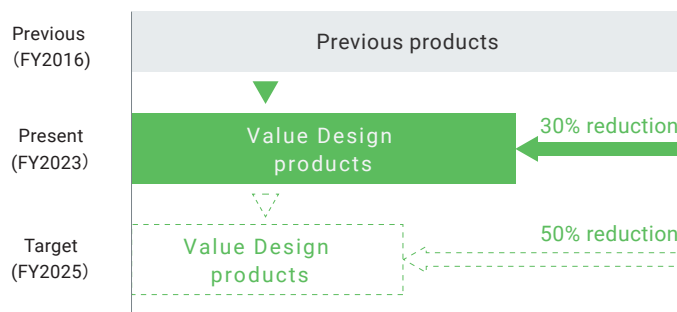 Previous
（FY2016)
Previous products
Present
(FY2023）
Value Design
products
30% reduction
Target
(FY2025）
Value Design
products
50% reduction